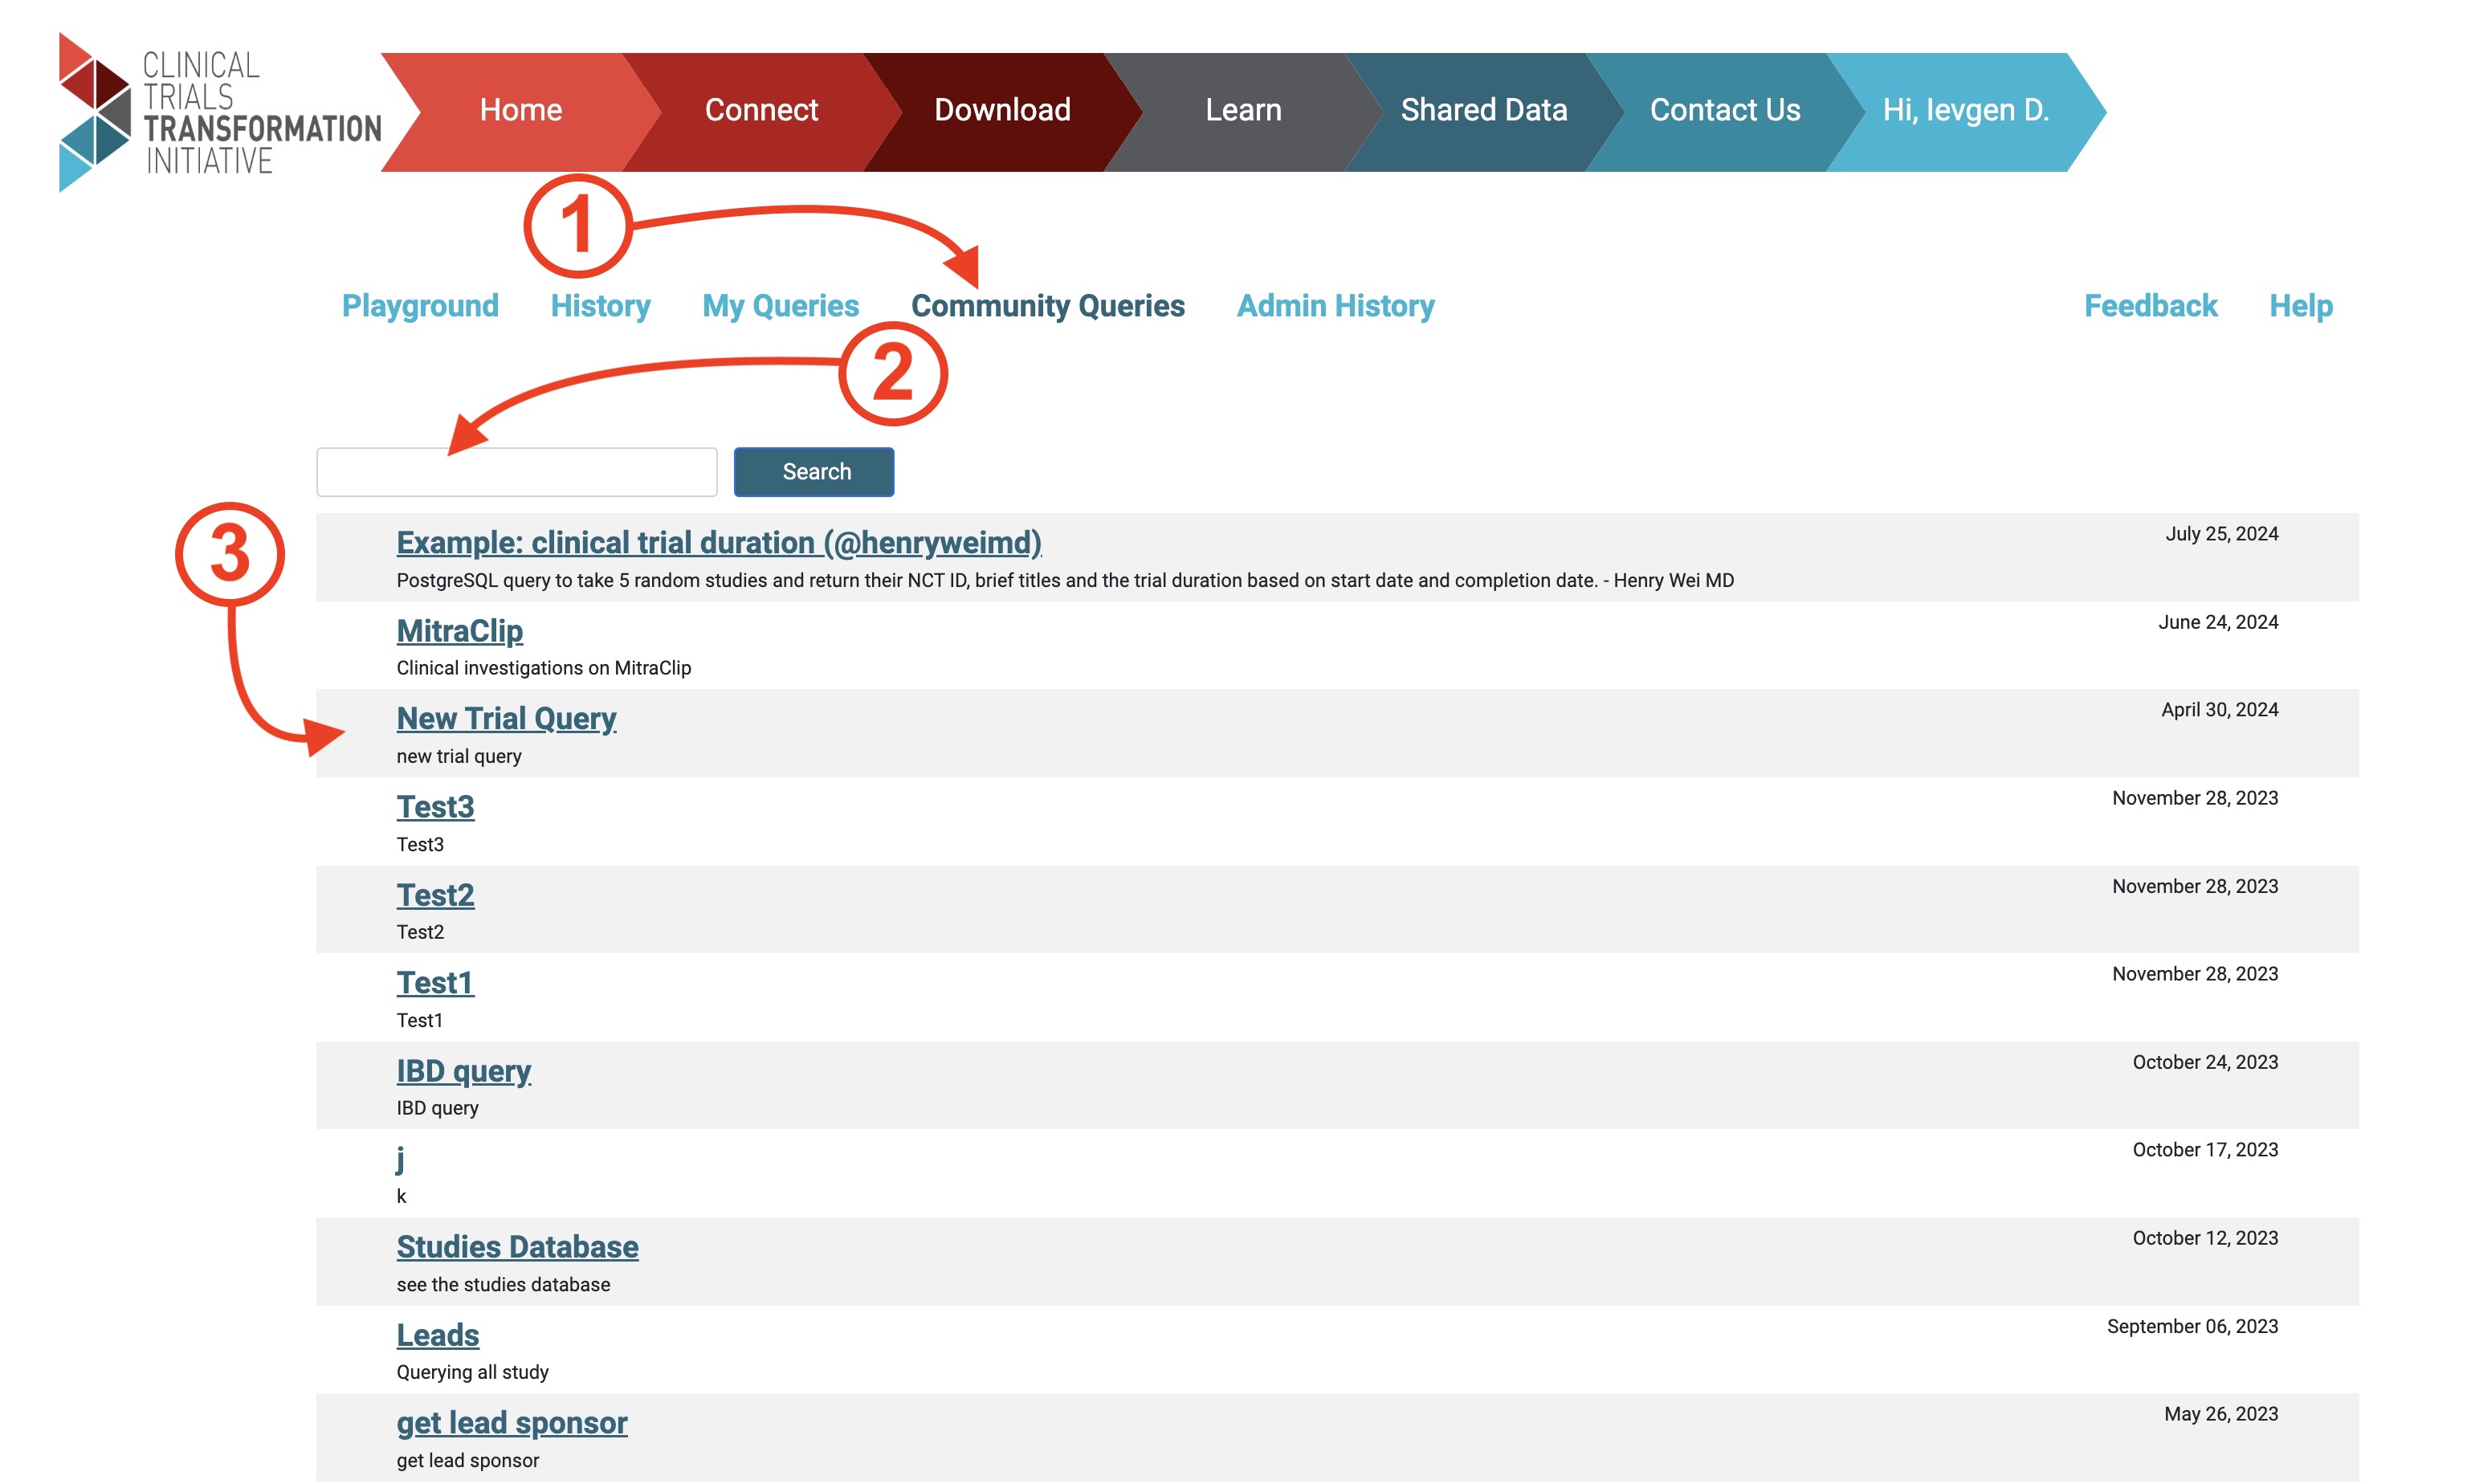 CLINICAL
TRIALS
TRANSFORMATION
INITIATIVE
Home Connect Download Learn Shared Data Contact Us Hi, Ievgen D.
1
Playground History My Queries Community Queries Admin History Feedback Help
2
Search
3
Example: clinical trial duration (@henryweimd) July 25, 2024
PostgreSQL query to take 5 random studies and return their NCT ID, brief titles and the trial duration based on start date and completion date. - Henry Wei MD
MitraClip June 24, 2024
Clinical investigations on MitraClip
New Trial Query April 30, 2024
new trial query
Test3 November 28, 2023
Test3
Test2 November 28, 2023
Test2
Test1 November 28, 2023
Test1
IBD query October 24, 2023
IBD query
j October 17, 2023
k
Studies Database October 12, 2023
see the studies database
Leads September 06, 2023
Querying all study
get lead sponsor May 26, 2023
get lead sponsor